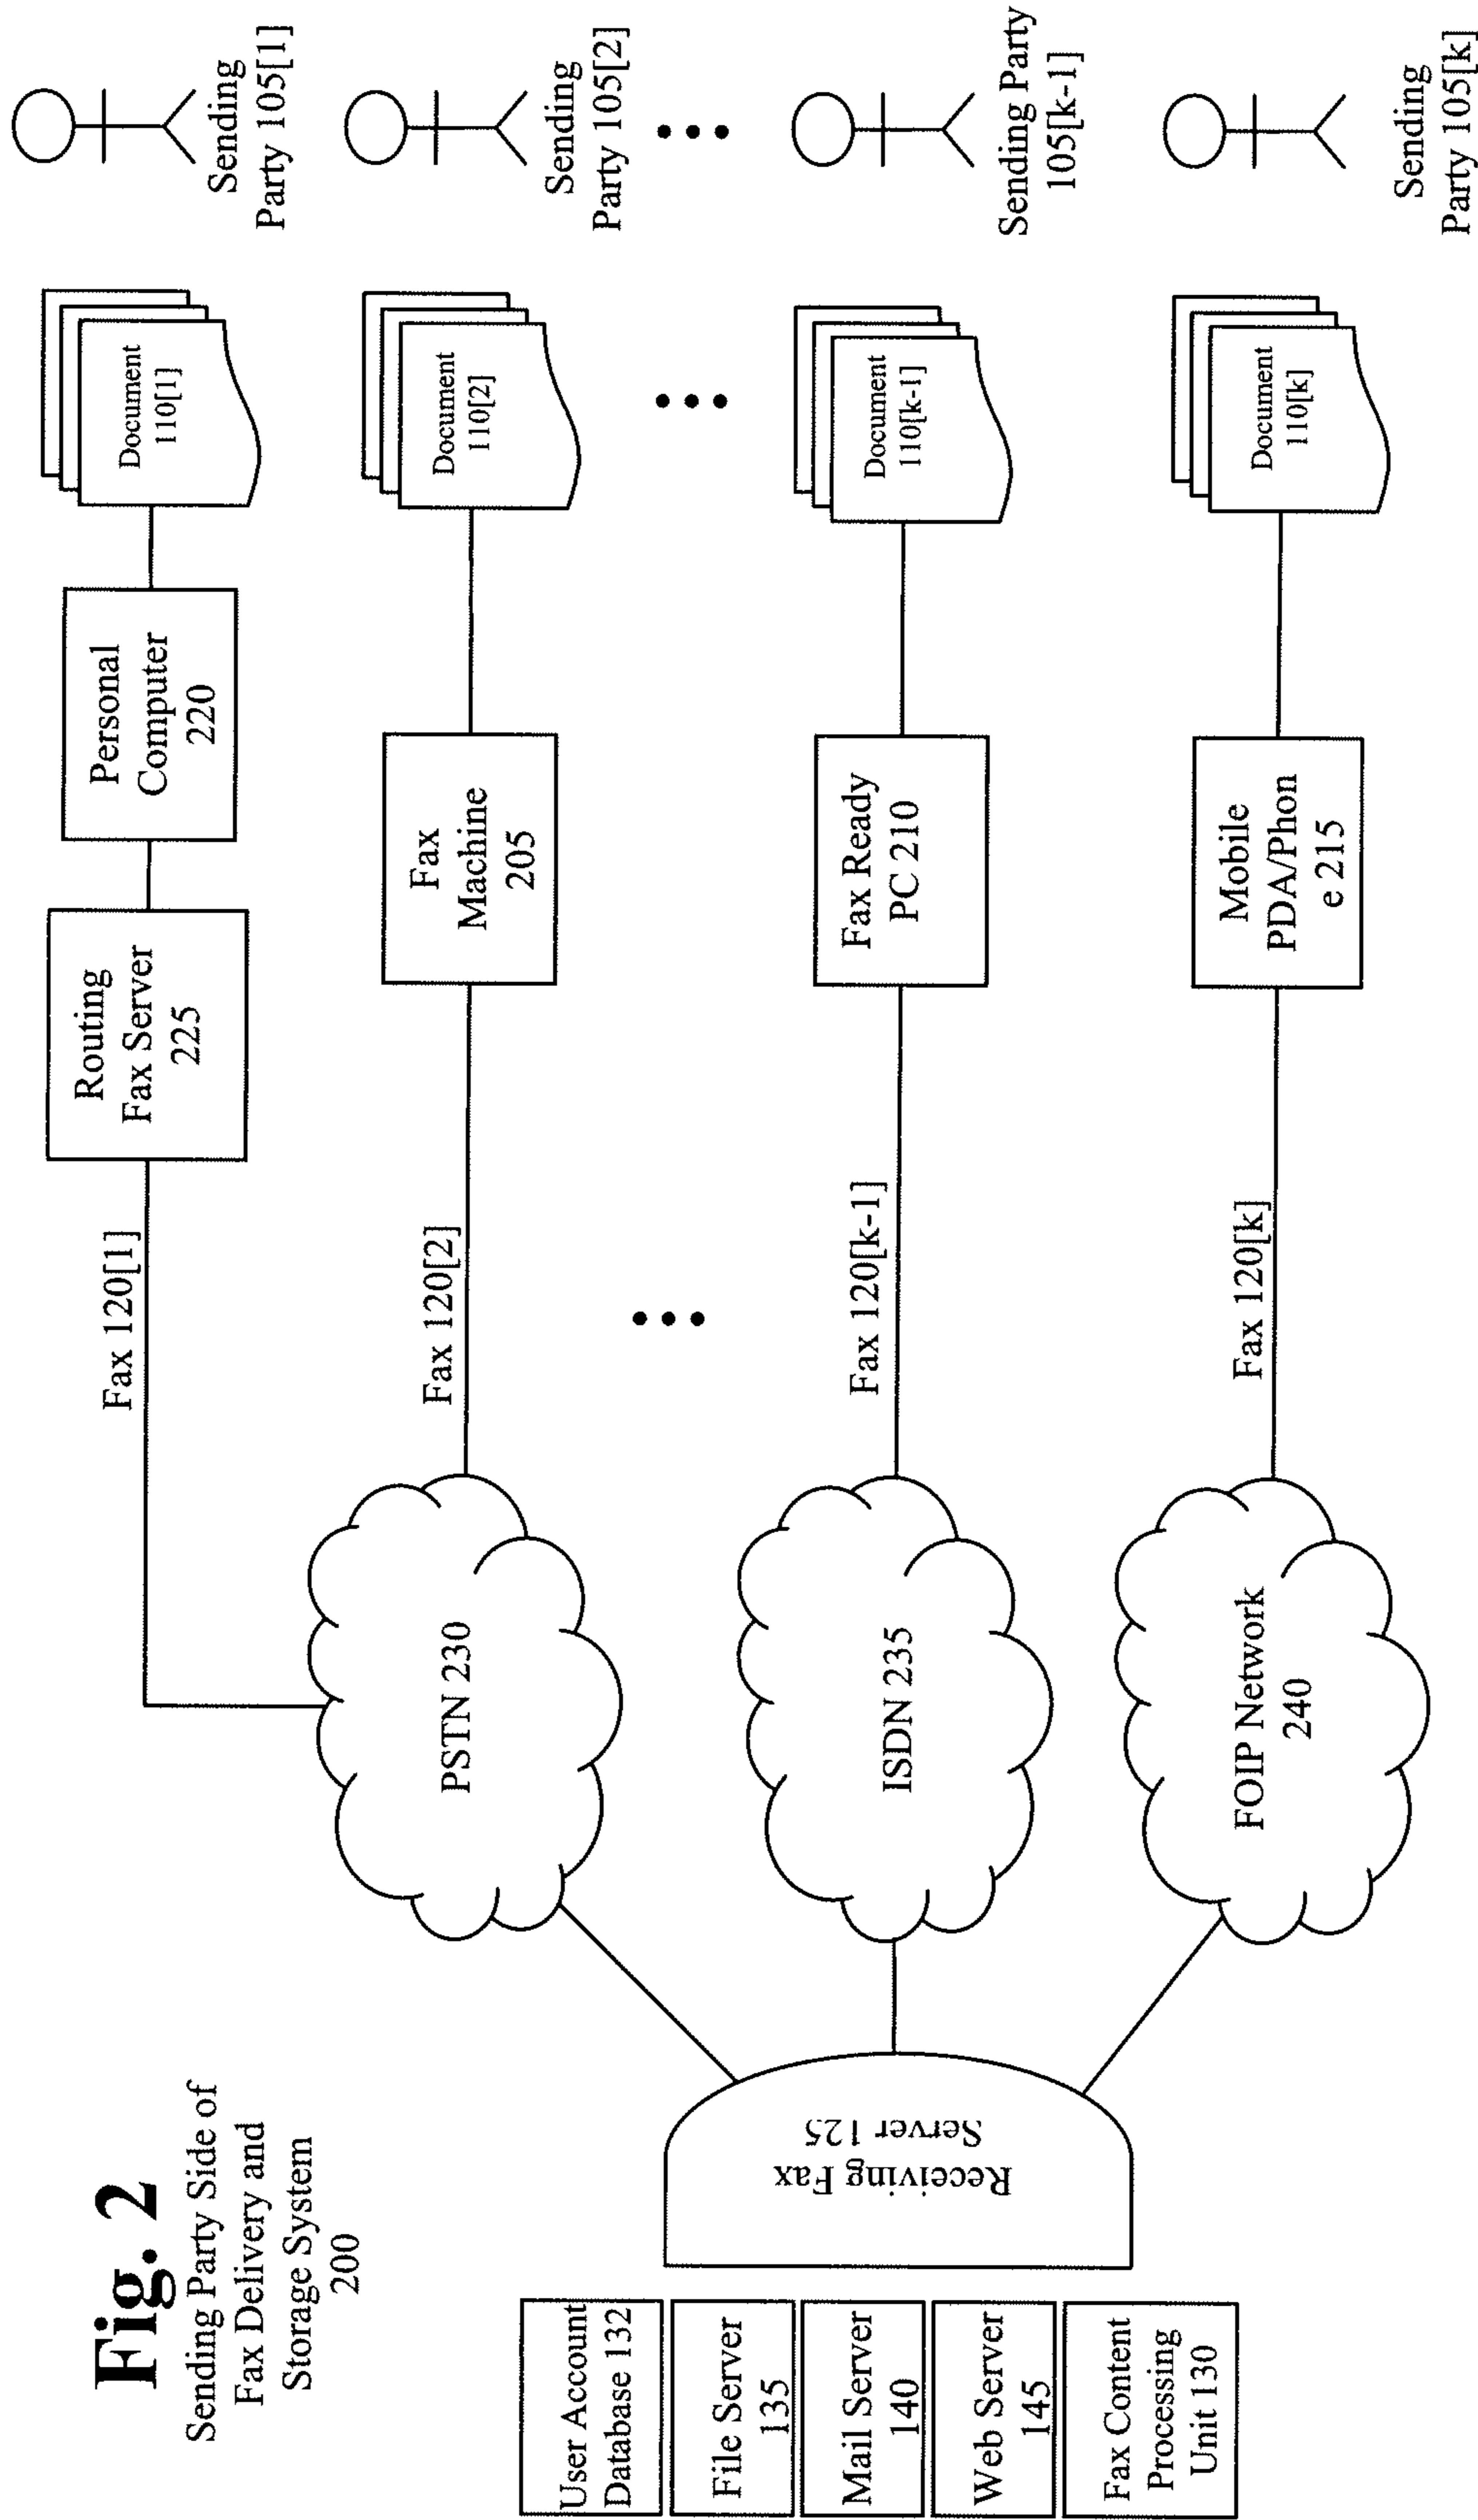 Fig. 2
Sending Party Side of
Fax Delivery and
Storage System
200
User Account
Database 132
File Server
135
Mail Server
140
Web Server
145
Fax Content
Processing
Unit 130
Receiving Fax
Server 125
PSTN 230
ISDN 235
FOIP Network
240
Fax 120[1]
Fax 120[2]
Fax 120[k-1]
Fax 120[k]
Routing
Fax Server
225
Personal
Computer
220
Fax
Machine
205
Fax Ready
PC 210
Mobile
PDA/Phon
e 215
Document
110[1]
Document
110[2]
Document
110[k-1]
Document
110[k]
Sending
Party 105[1]
Sending
Party 105[2]
Sending Party
105[k-1]
Sending
Party 105[k]